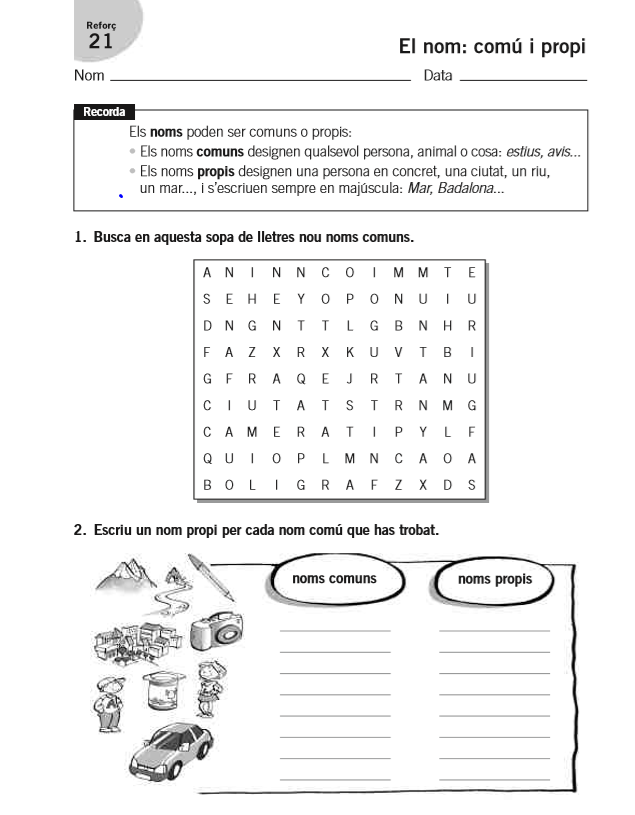 Reforç
21
El nom: comú i propi
Nom Data
Recorda
Els noms poden ser comuns o propis:
• Els noms comuns designen qualsevol persona, animal o cosa: estius, avis...
• Els noms propis designen una persona en concret, una ciutat, un riu,
un mar..., i s'escriuen sempre en majúscula: Mar, Badalona...
1. Busca en aquesta sopa de lletres nou noms comuns.
A N I N N C O I M M T E
S E H E Y O P O N U I U
D N G N T T L G B N H R
F A Z X R X K U V T B I
G F R A Q E J R T A N U
C I U T A T S T R N M G
C A M E R A T I P Y L F
Q U I O P L M N C A O A
B O L I G R A F Z X D S
2. Escriu un nom propi per cada nom comú que has trobat.
noms comuns noms propis
A